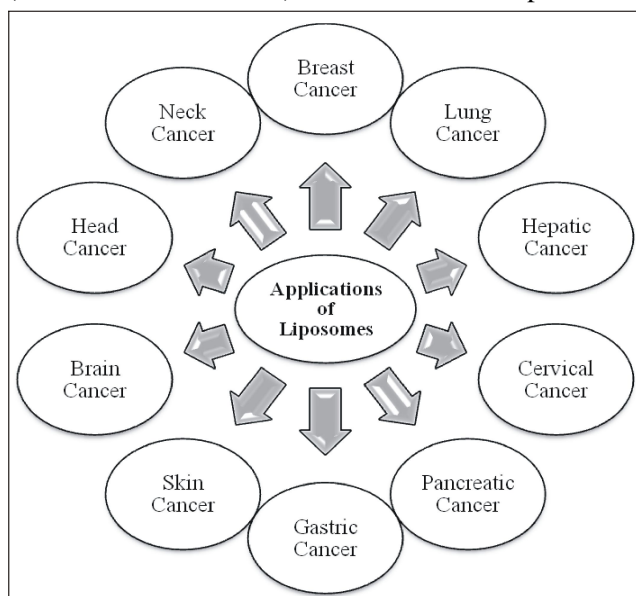 Breast
Cancer
Lung
Cancer
Hepatic
Cancer
Cervical
Cancer
Pancreatic
Cancer
Gastric
Cancer
Skin
Cancer
Brain
Cancer
Head
Cancer
Neck
Cancer
Applications
of
Liposomes